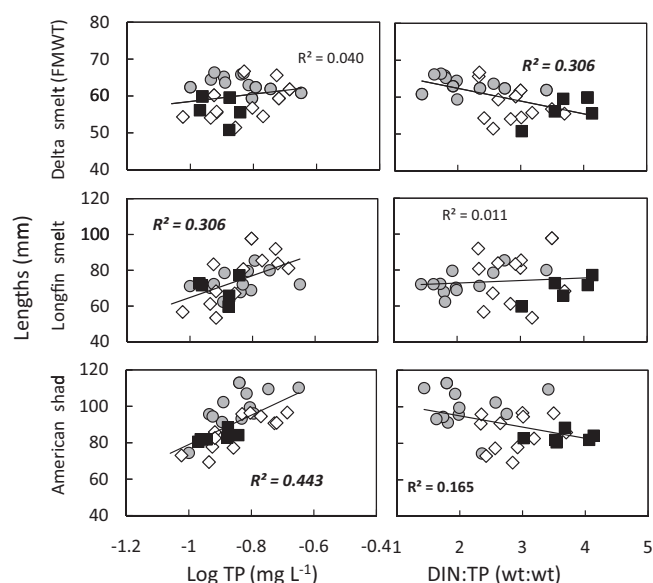 Lengths (mm)
Delta smelt (FMWT)
80
70
60
50
40
R² = 0.040
R² = 0.306
Longfin smelt
120
100
80
60
40
R² = 0.306
R² = 0.011
American shad
120
100
80
60
40
R² = 0.443
R² = 0.165
-1.2 -1 -0.8 -0.6 -0.4 1 2 3 4 5
Log TP (mg L⁻¹) DIN:TP (wt:wt)